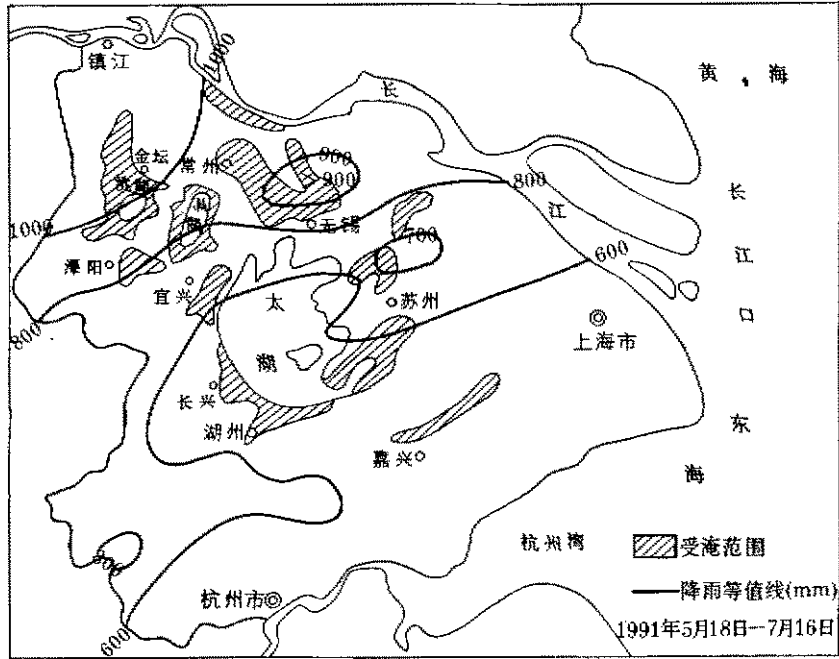 镇江
1000
长
黄海
金坛
常州
900
800
800
1000
无锡
江
长江口
溧阳
700
600
宜兴
太湖
苏州
上海市
800
长兴
湖州
嘉兴
东海
杭州湾
受淹范围
杭州市
降雨等值线(mm)
600
1991年5月18日—7月16日